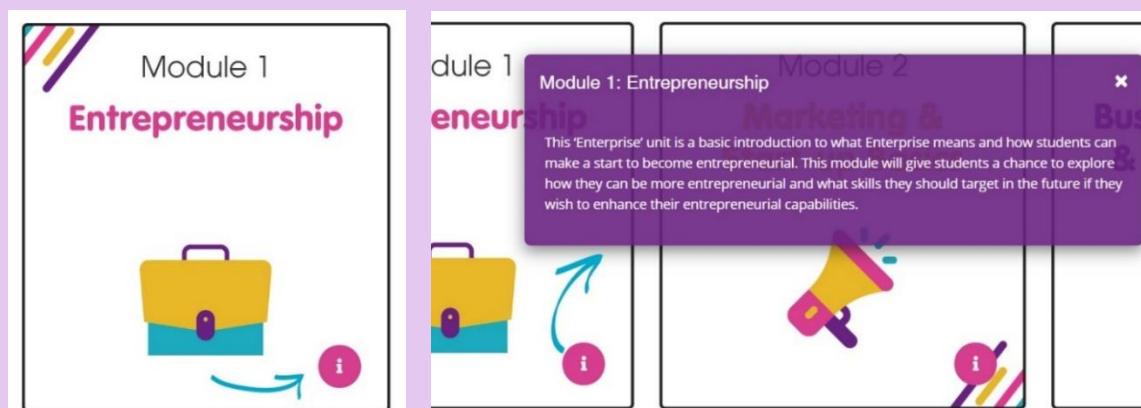 Module 1
Entrepreneurship
i
dule 1
eneurship
Module 2
Marketing &
Bus
&
Module 1: Entrepreneurship
This 'Enterprise' unit is a basic introduction to what Enterprise means and how students can
make a start to become entrepreneurial. This module will give students a chance to explore
how they can be more entrepreneurial and what skills they should target in the future if they
wish to enhance their entrepreneurial capabilities.
i
i